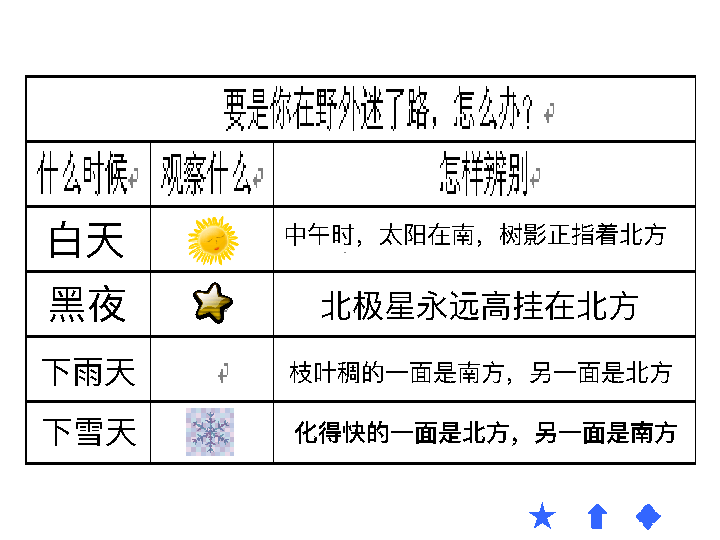 要是你在野外迷了路，怎么办？
什么时候 观察什么 怎样辨别
白天 中午时，太阳在南，树影正指着北方
黑夜 北极星永远高挂在北方
下雨天 枝叶稠的一面是南方，另一面是北方
下雪天 化得快的一面是北方，另一面是南方